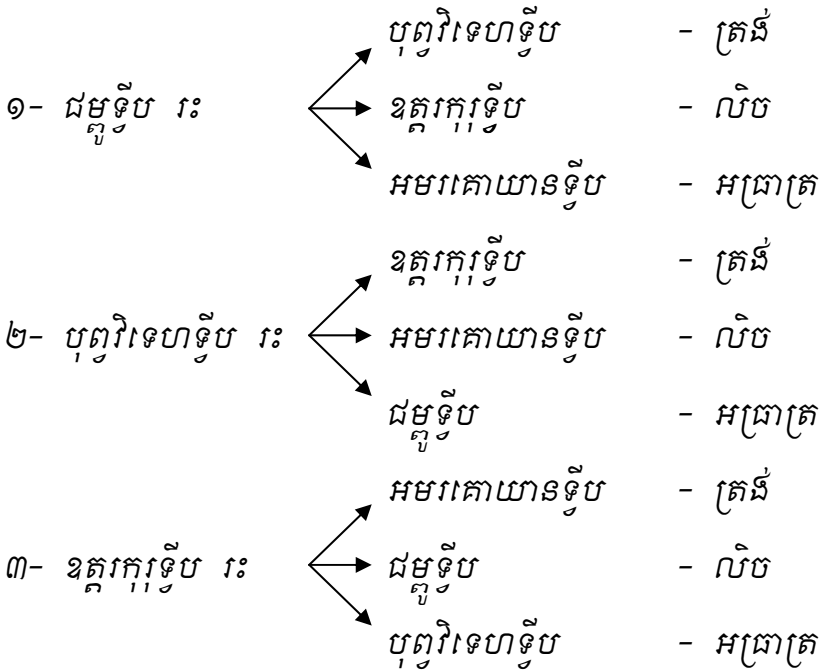 បុព្វវិទេហទ្វីប - ត្រង់
១- ជម្ពូទ្វីប រះ ឧត្តរកុរុទ្វីប - លិច
អមរគោយានទ្វីប - អធ្រាត្រ
ឧត្តរកុរុទ្វីប - ត្រង់
២- បុព្វវិទេហទ្វីប រះ អមរគោយានទ្វីប - លិច
ជម្ពូទ្វីប - អធ្រាត្រ
អមរគោយានទ្វីប - ត្រង់
៣- ឧត្តរកុរុទ្វីប រះ ជម្ពូទ្វីប - លិច
បុព្វវិទេហទ្វីប - អធ្រាត្រ